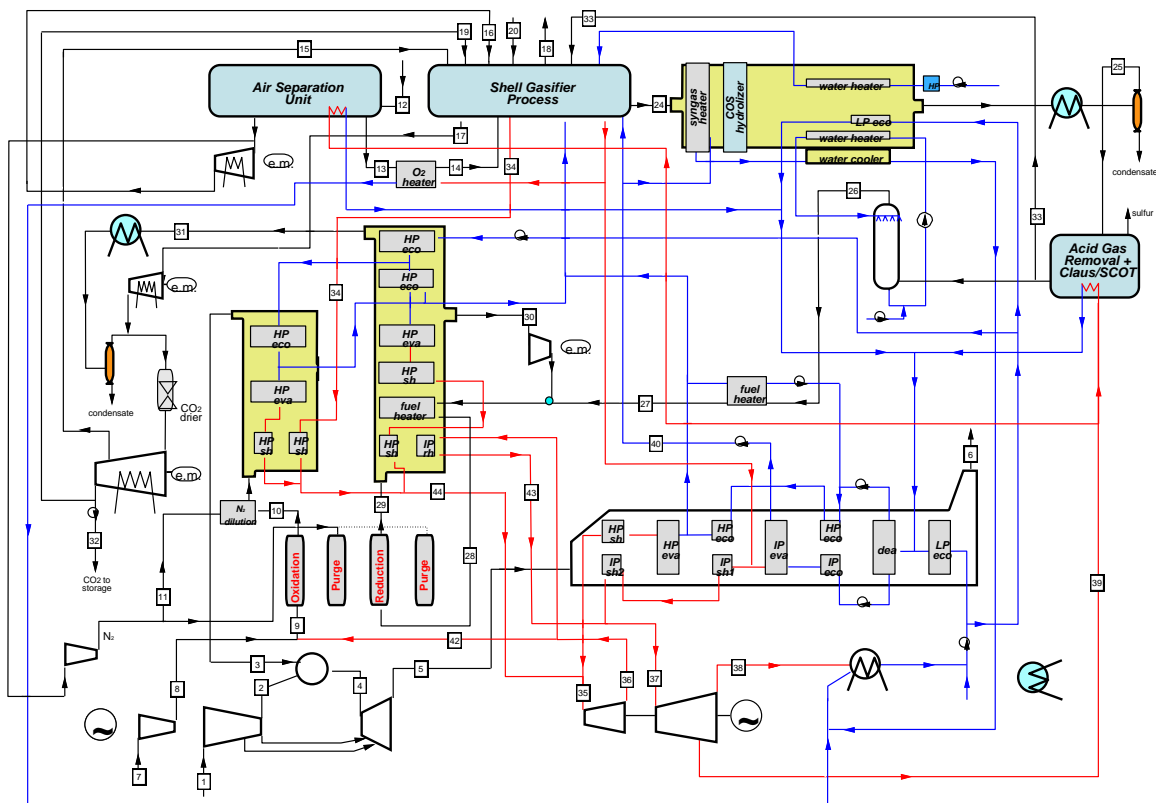 33
19
16
20
18
15
25
Air Separation
Unit
Shell Gasifier
Process
syngas
heater
COS
hydrolizer
water heater
HP
12
24
LP eco
17
water heater
water cooler
e.m.
13
O2
heater
14
34
condensate
26
33
sulfur
31
HP
eco
Acid Gas
Removal +
Claus/SCOT
HP
eco
e.m.
34
30
HP
eco
HP
eva
e.m.
HP
sh
condensate
CO2
drier
HP
eva
fuel
heater
fuel
heater
27
HP
sh
HP
sh
HP
sh
IP
rh
40
6
e.m.
44
43
N2
dilution
10
29
32
CO2 to
storage
11
Oxidation
Purge
Reduction
Purge
28
HP
sh
HP
eva
HP
eco
IP
eva
HP
eco
dea
LP
eco
IP
sh2
IP
sh1
IP
eco
39
9
N2
42
3
2
4
5
8
35
36
37
38
7
1